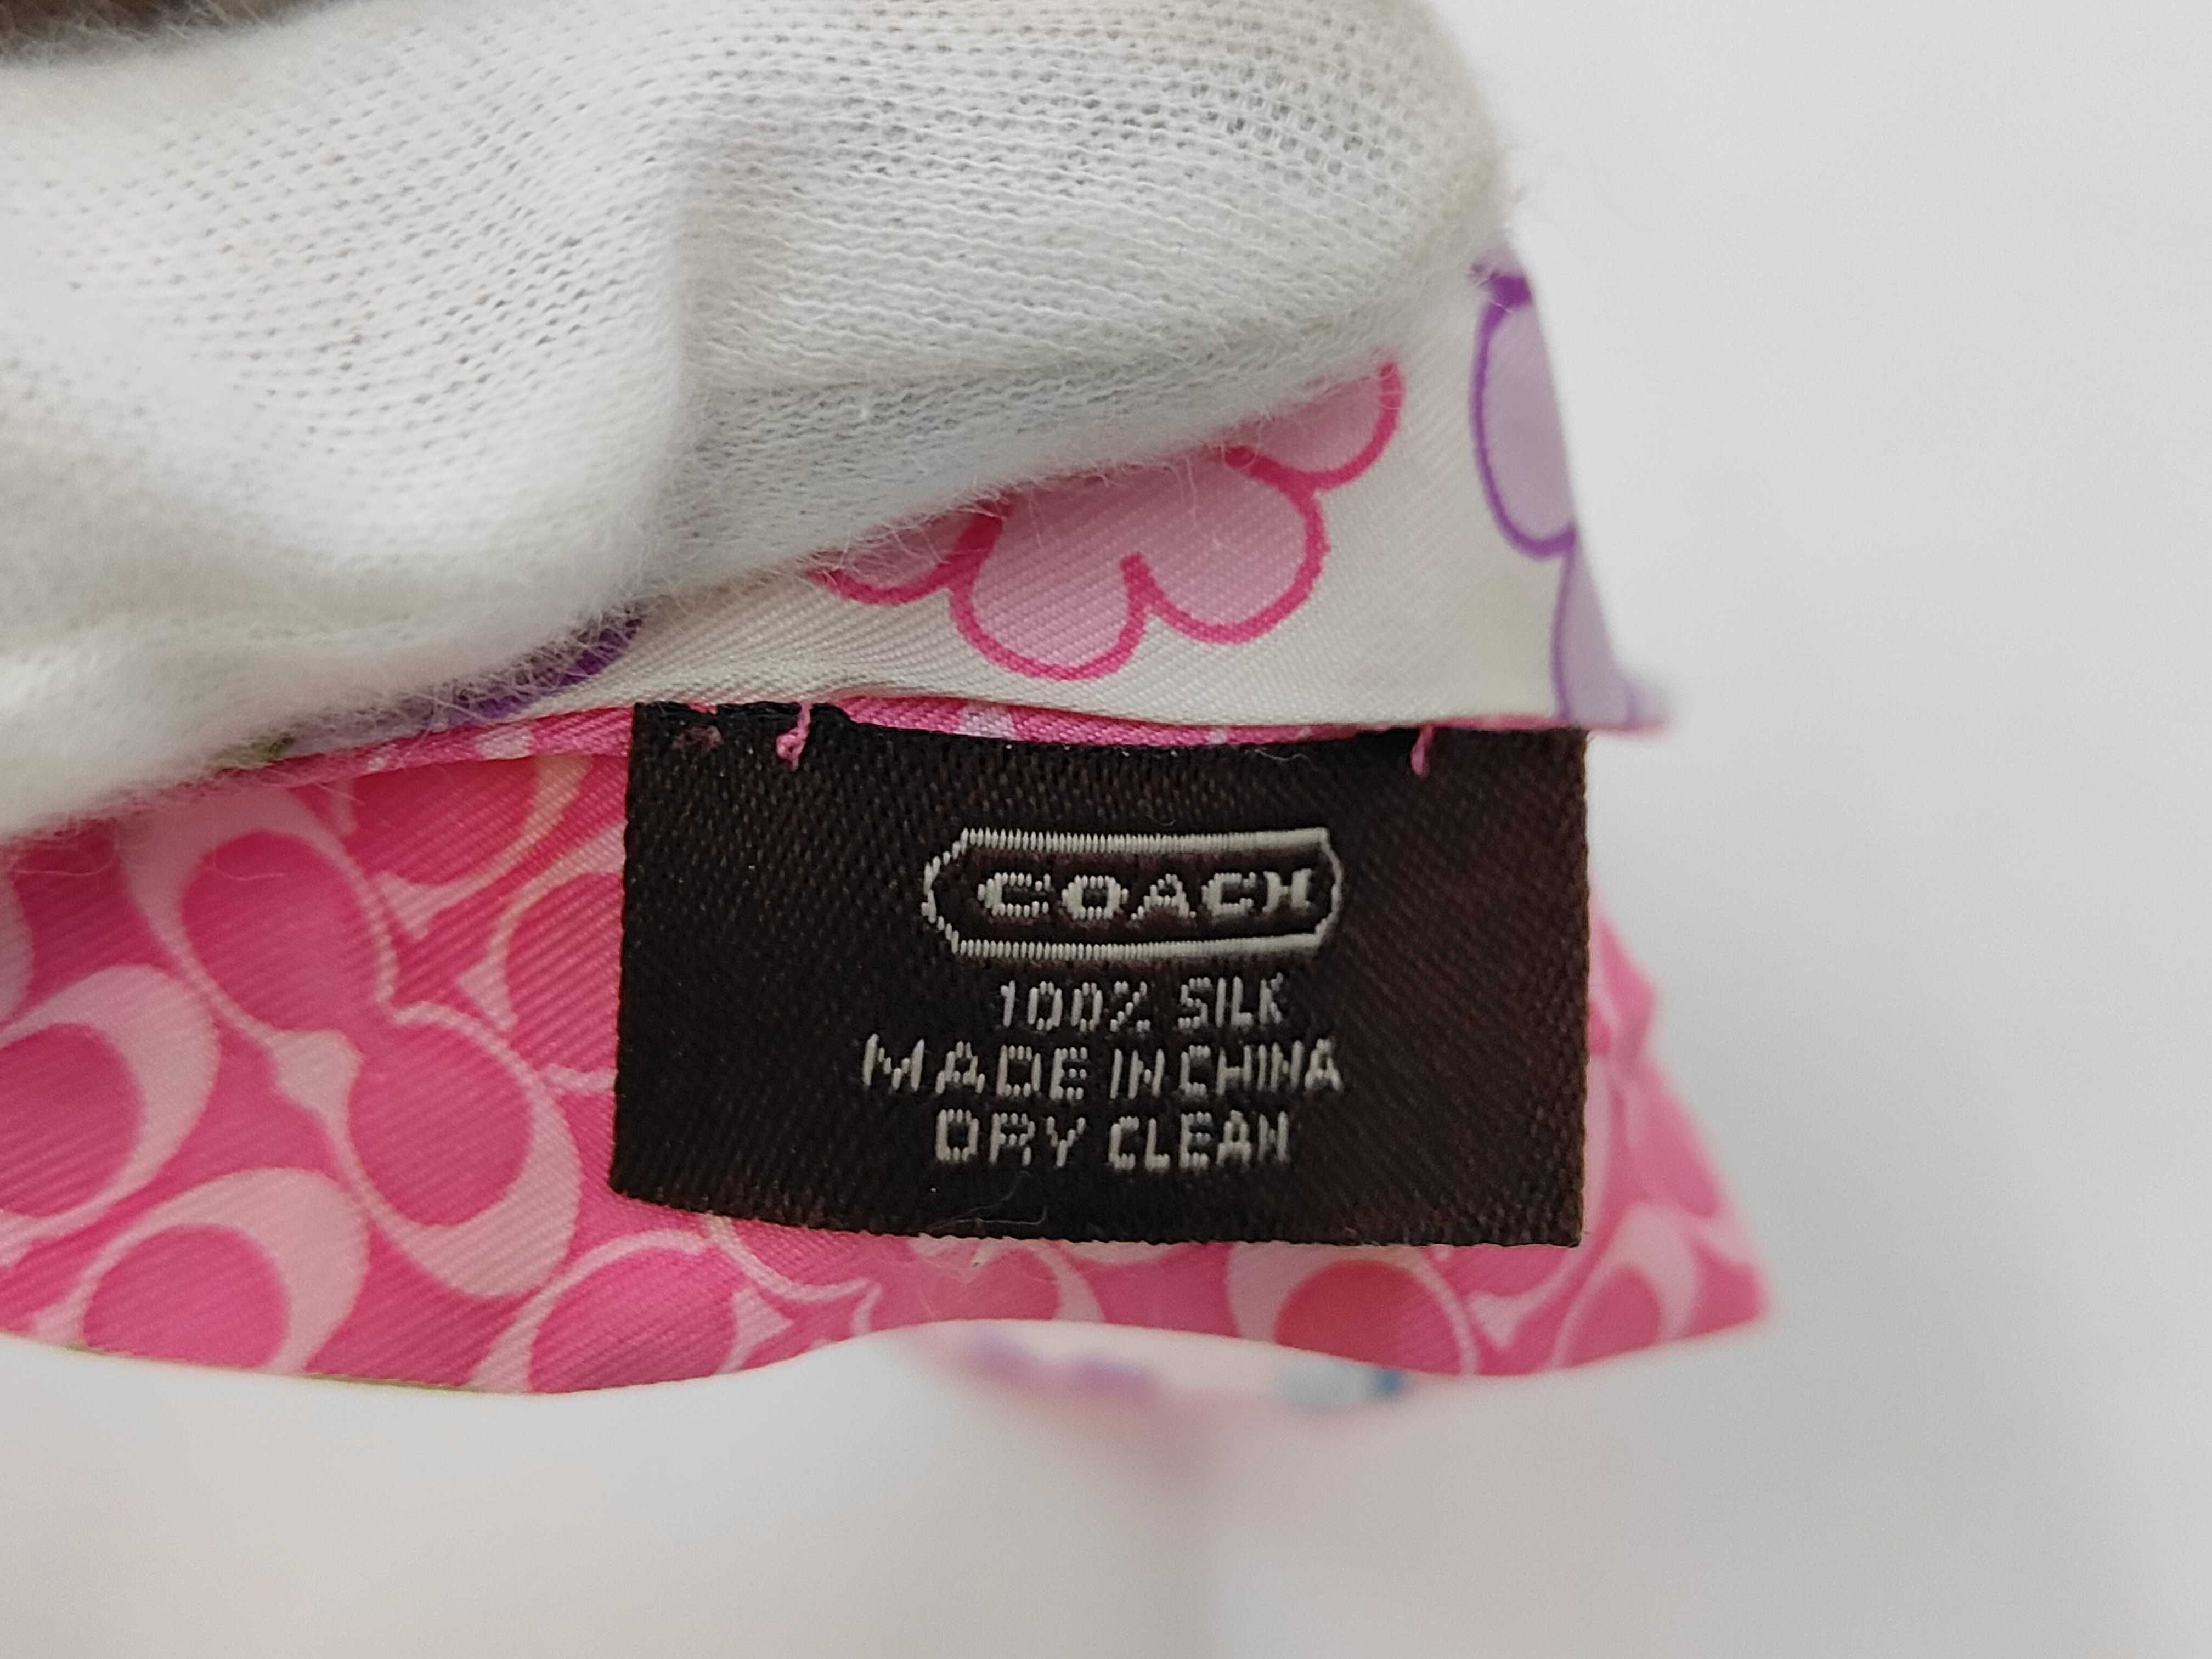 COACH
100% SILK
MADE IN CHINA
DRY CLEAN